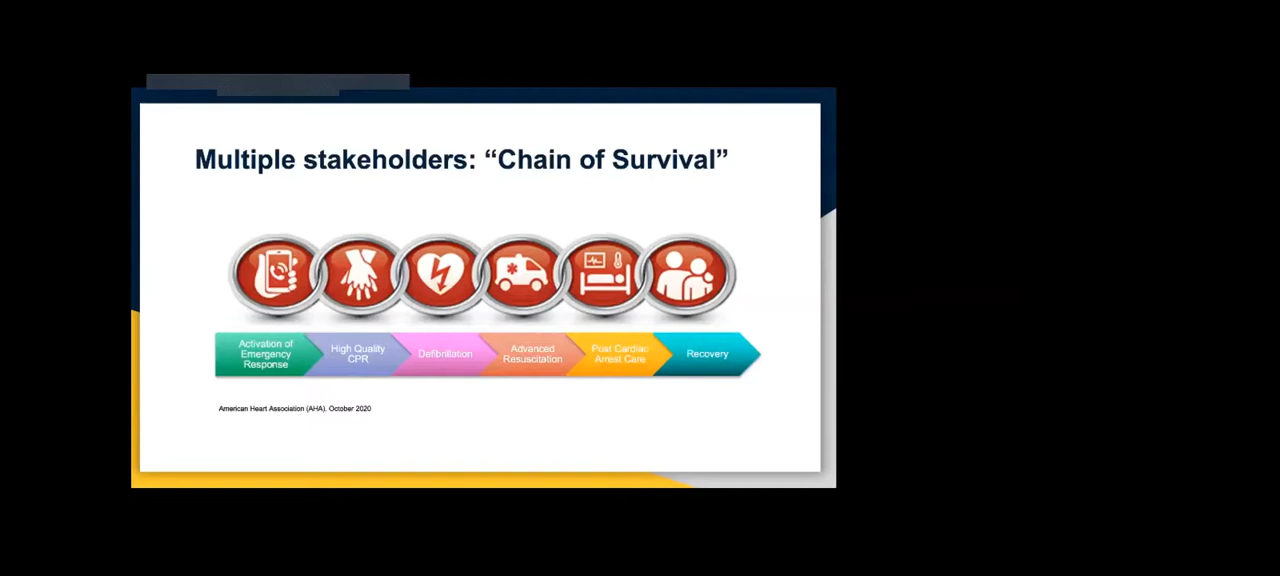 Multiple stakeholders: “Chain of Survival”
Activation of
Emergency
Response
High Quality
CPR
Defibrillation
Advanced
Resuscitation
Post Cardiac
Arrest Care
Recovery
American Heart Association (AHA), October 2020